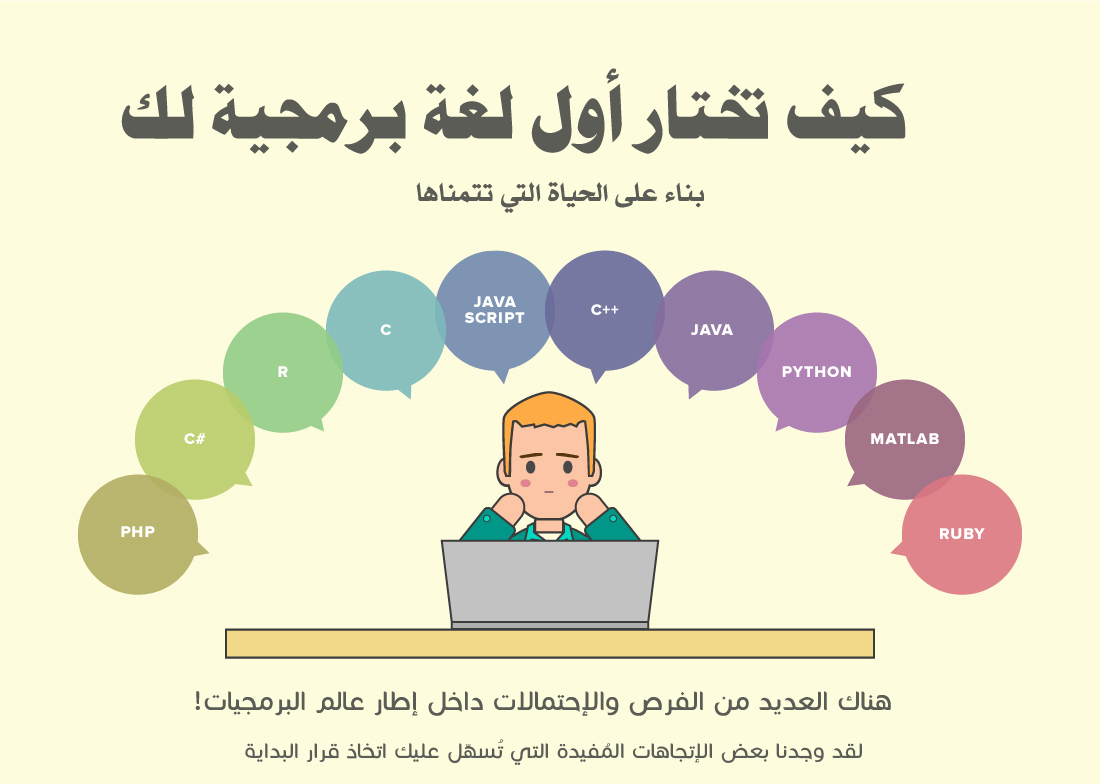 كيف تختار أول لغة برمجية لك
بناء على الحياة التي تتمناها
JAVA
SCRIPT
C++
C
JAVA
R
PYTHON
C#
MATLAB
PHP
RUBY
هناك العديد من الفرص والإحتمالات داخل إطار عالم البرمجيات!
لقد وجدنا بعض الإتجاهات المُفيدة التي تُسهّل عليك اتخاذ قرار البداية